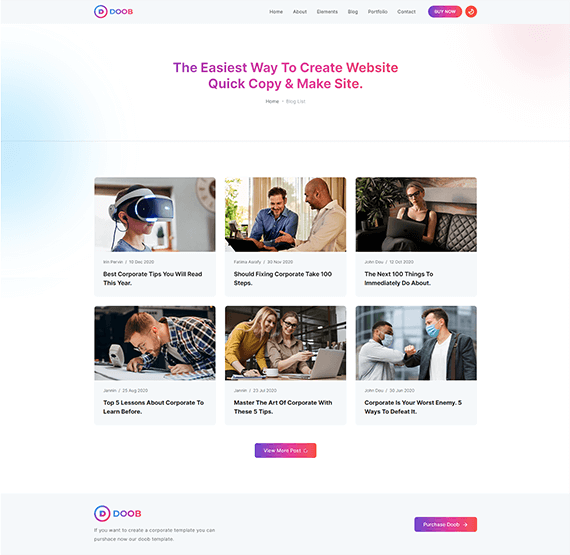 DOOB
Home About Elements Blog Portfolio Contact BUY NOW
The Easiest Way To Create Website
Quick Copy & Make Site.
Home Blog List
Irin Pervin / 10 Dec 2020
Best Corporate Tips You Will Read
This Year.
Fatima Asrafy / 30 Nov 2020
Should Fixing Corporate Take 100
Steps.
John Dou / 12 Oct 2020
The Next 100 Things To
Immediately Do About.
Jannin / 25 Aug 2020
Top 5 Lessons About Corporate To
Learn Before.
Jannin / 23 Jul 2020
Master The Art Of Corporate With
These 5 Tips.
John Dou / 30 Jun 2020
Corporate Is Your Worst Enemy. 5
Ways To Defeat It.
View More Post
DOOB
If you want to create a corporate template you can
purshace now our doob template.
Purchase Doob